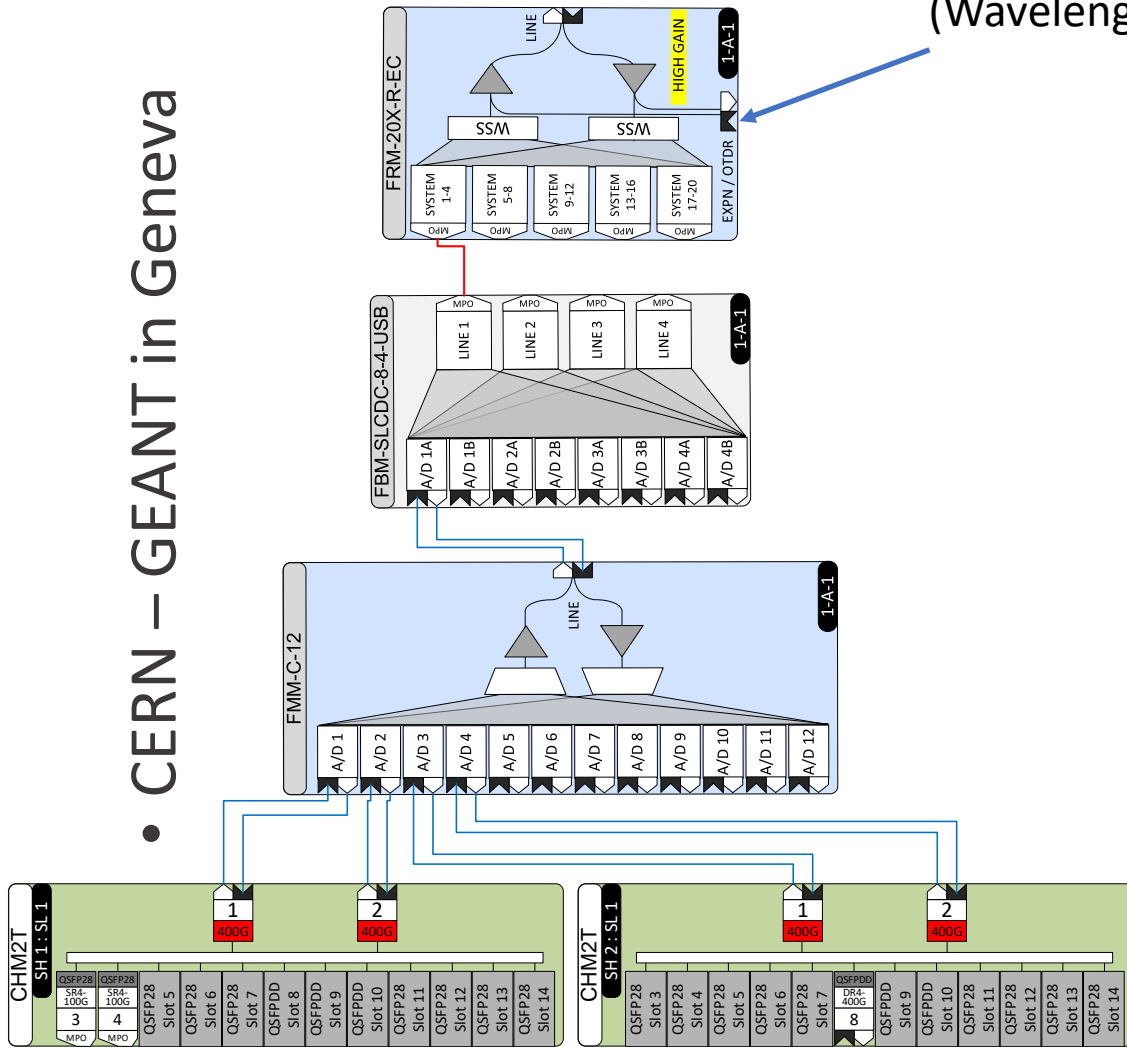 (Waveleng
• CERN – GEANT in Geneva
FRM-20X-R-EC
LINE
HIGH GAIN
1-A-1
WSS
WSS
SYSTEM
1-4
SYSTEM
5-8
SYSTEM
9-12
SYSTEM
13-16
SYSTEM
17-20
MPO
MPO
MPO
MPO
MPO
EXPN / OTDR
FBM-SLCDC-8-4-USB
MPO
MPO
MPO
MPO
LINE 1
LINE 2
LINE 3
LINE 4
1-A-1
A/D 1A
A/D 1B
A/D 2A
A/D 2B
A/D 3A
A/D 3B
A/D 4A
A/D 4B
FMM-C-12
LINE
1-A-1
A/D 1
A/D 2
A/D 3
A/D 4
A/D 5
A/D 6
A/D 7
A/D 8
A/D 9
A/D 10
A/D 11
A/D 12
CHM2T
SH 1 : SL 1
1
400G
2
400G
QSFP28
SR4-
100G
3
MPO
QSFP28
SR4-
100G
4
MPO
QSFP28
Slot 5
QSFP28
Slot 6
QSFP28
Slot 7
QSFPDD
Slot 8
QSFPDD
Slot 9
QSFPDD
Slot 10
QSFP28
Slot 11
QSFP28
Slot 12
QSFP28
Slot 13
QSFP28
Slot 14
CHM2T
SH 2 : SL 1
1
400G
2
400G
QSFP28
Slot 3
QSFP28
Slot 4
QSFP28
Slot 5
QSFP28
Slot 6
QSFP28
Slot 7
QSFPDD
DR4-
400G
8
QSFPDD
Slot 9
QSFPDD
Slot 10
QSFP28
Slot 11
QSFP28
Slot 12
QSFP28
Slot 13
QSFP28
Slot 14